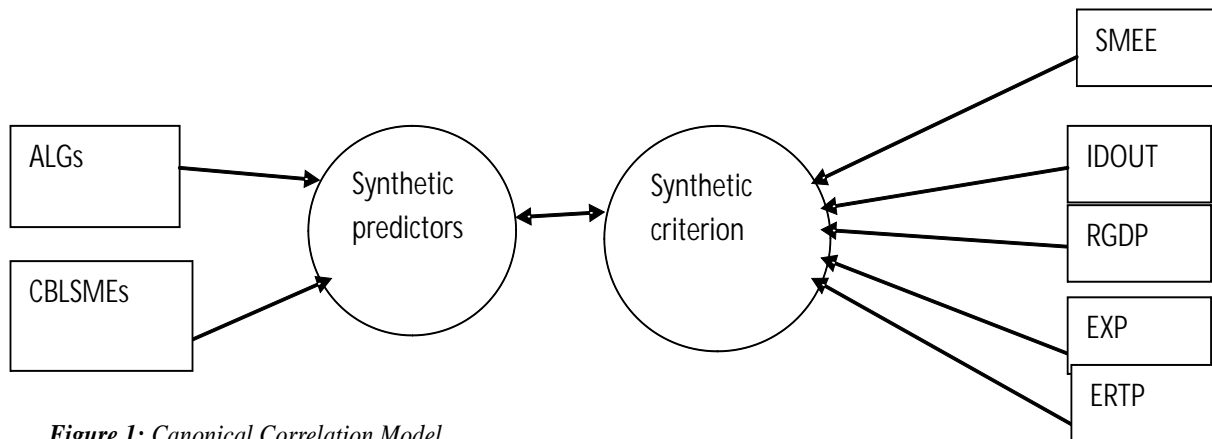 SMEE
ALGs
Synthetic
predictors
Synthetic
criterion
IDOUT
RGDP
CBLSMEs
EXP
ERTP
Figure 1: Canonical Correlation Model